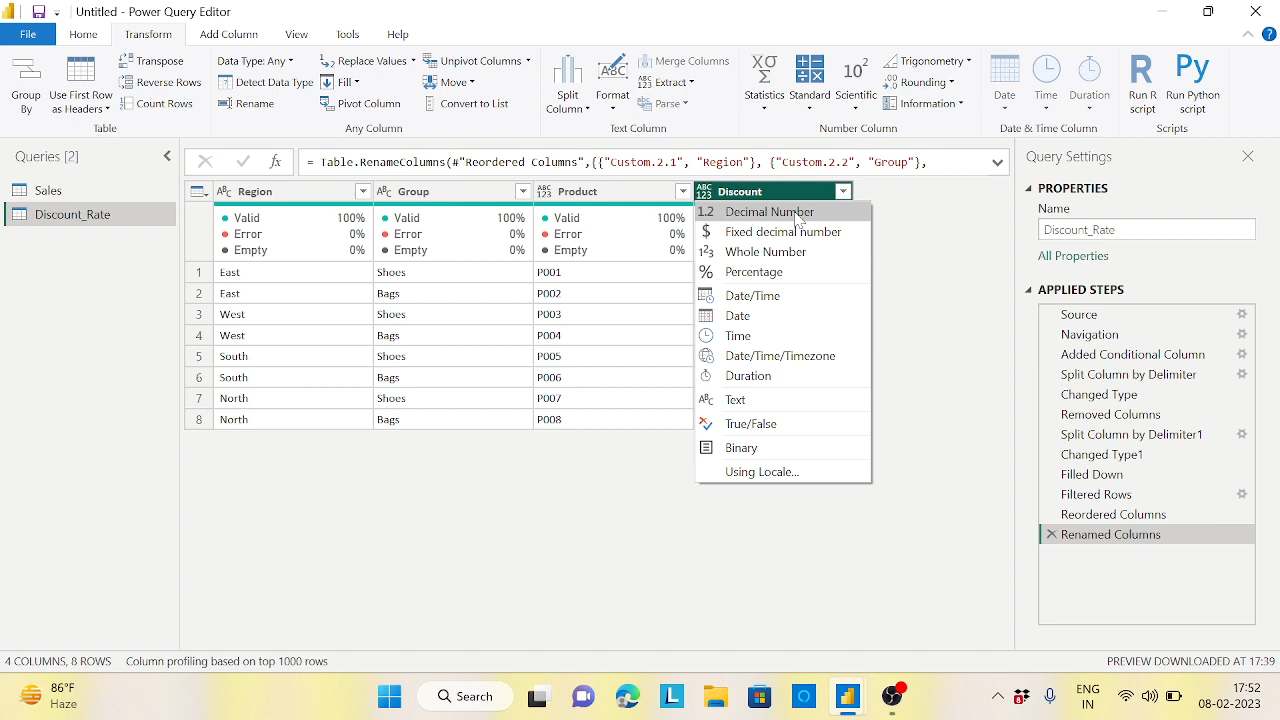 Untitled - Power Query Editor
File Home Transform Add Column View Tools Help
Group By
Use First Row as Headers
Transpose
Reverse Rows
Count Rows
Table
Data Type: Any
Detect Data Type
Rename
Replace Values
Fill
Pivot Column
Unpivot Columns
Move
Convert to List
Any Column
Split Column
Format
Merge Columns
Extract
Parse
Text Column
Statistics
Standard
Scientific
Trigonometry
Rounding
Information
Number Column
Date
Time
Duration
Date & Time Column
Run R script
Run Python script
Scripts
Queries [2]
Sales
Discount_Rate
fx = Table.RenameColumns(#"Reordered Columns",{{"Custom.2.1", "Region"}, {"Custom.2.2", "Group"},
Region Group Product Discount
Valid 100% Valid 100% Valid 100%
Error 0% Error 0% Error 0%
Empty 0% Empty 0% Empty 0%
1 East Shoes P001
2 East Bags P002
3 West Shoes P003
4 West Bags P004
5 South Shoes P005
6 South Bags P006
7 North Shoes P007
8 North Bags P008
1.2 Decimal Number
$ Fixed decimal number
Whole Number
% Percentage
Date/Time
Date
Time
Date/Time/Timezone
Duration
Text
True/False
Binary
Using Locale...
Query Settings
PROPERTIES
Name
Discount_Rate
All Properties
APPLIED STEPS
Source
Navigation
Added Conditional Column
Split Column by Delimiter
Changed Type
Removed Columns
Split Column by Delimiter1
Changed Type1
Filled Down
Filtered Rows
Reordered Columns
Renamed Columns
4 COLUMNS, 8 ROWS Column profiling based on top 1000 rows
PREVIEW DOWNLOADED AT 17:39
86°F
Haze
Search
ENG
IN
17:52
08-02-2023